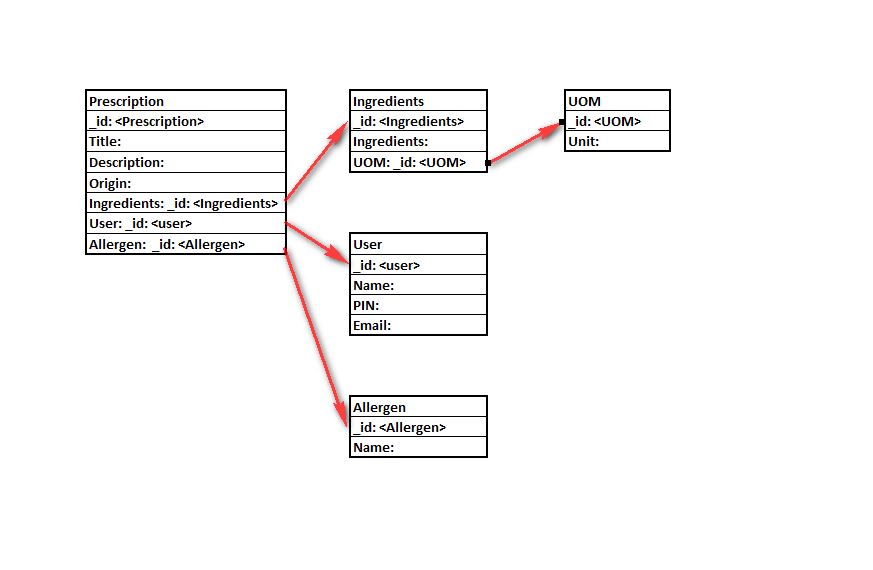 Prescription
_id: <Prescription>
Title:
Description:
Origin:
Ingredients: _id: <Ingredients>
User: _id: <user>
Allergen:  _id: <Allergen>
Ingredients
_id: <Ingredients>
Ingredients:
UOM: _id: <UOM>
UOM
_id: <UOM>
Unit:
User
_id: <user>
Name:
PIN:
Email:
Allergen
_id: <Allergen>
Name: